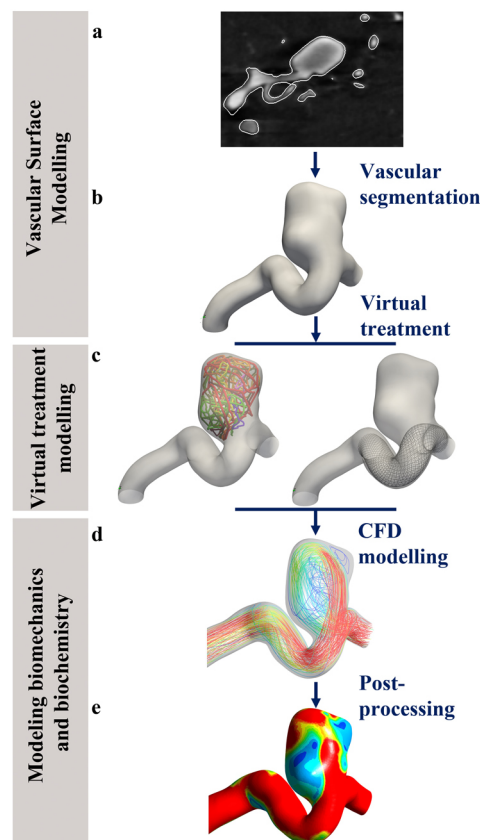 a
Vascular Surface
Modelling
Vascular
segmentation
b
Virtual
treatment
c
Virtual treatment
modelling
d
CFD
modelling
Modeling biomechanics
and biochemistry
Post-
processing
e